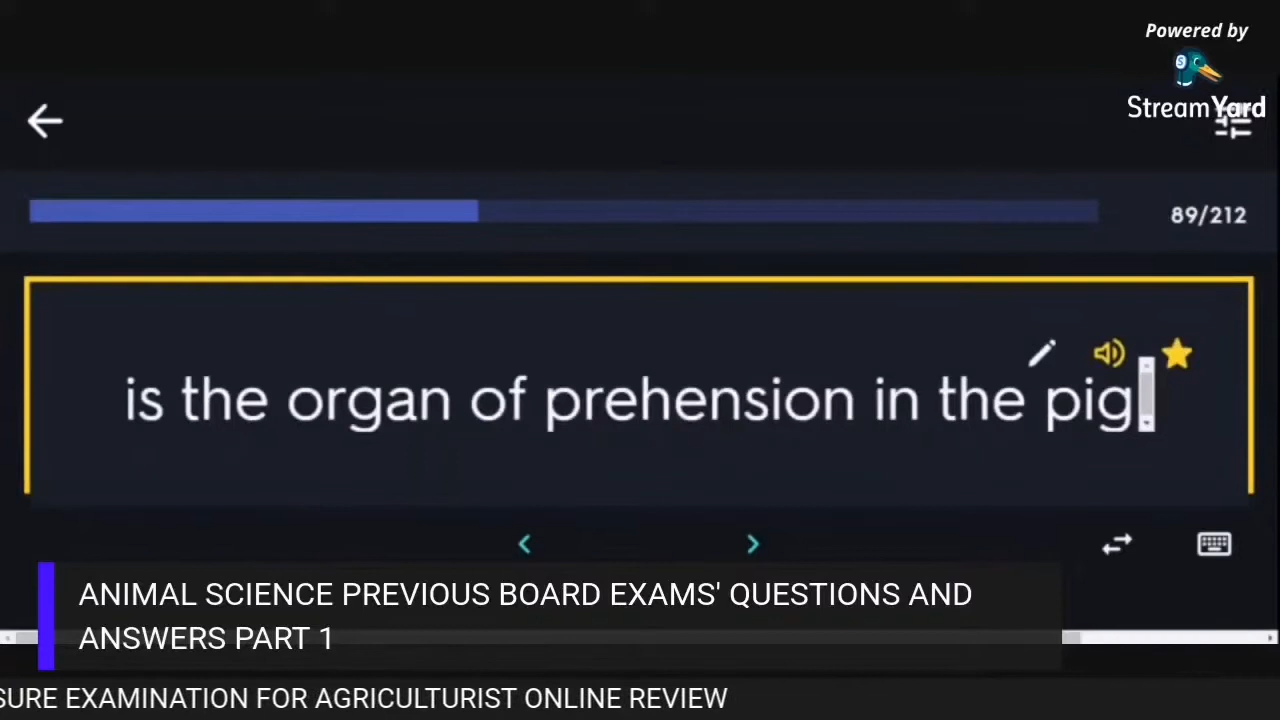 Powered by
StreamYard
89/212
is the organ of prehension in the pig
ANIMAL SCIENCE PREVIOUS BOARD EXAMS' QUESTIONS AND
ANSWERS PART 1
SURE EXAMINATION FOR AGRICULTURIST ONLINE REVIEW